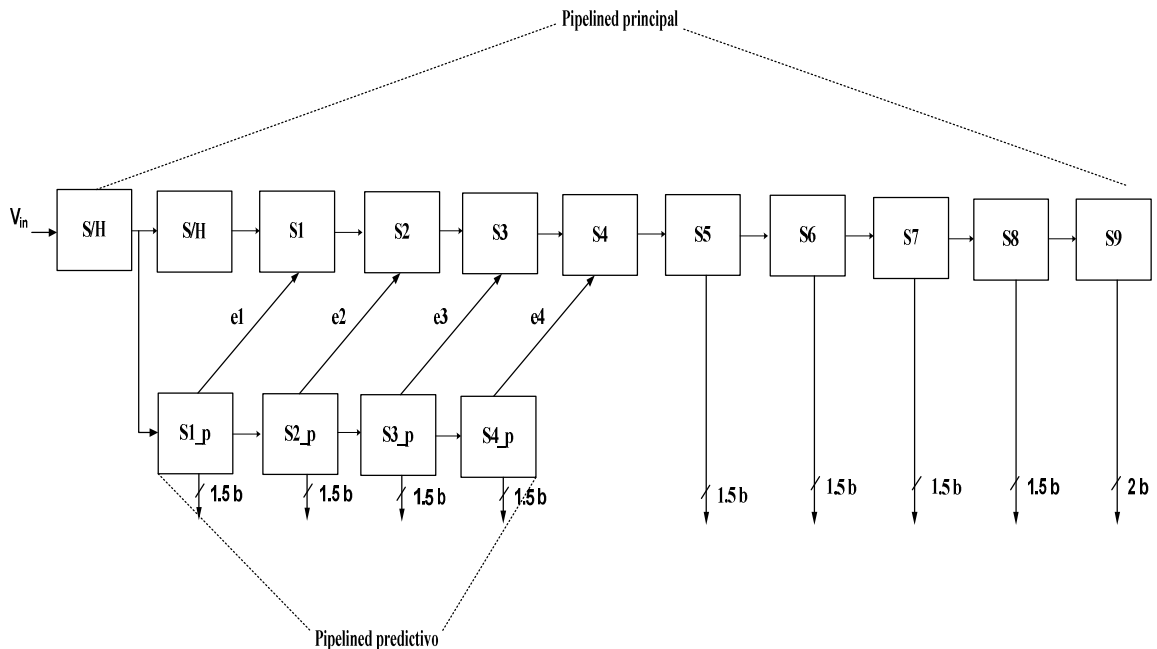 Pipelined principal
Vin
S/H
S/H
S1
S2
S3
S4
S5
S6
S7
S8
S9
e1
e2
e3
e4
S1_p
S2_p
S3_p
S4_p
1.5 b
1.5 b
1.5 b
1.5 b
1.5 b
1.5 b
1.5 b
1.5 b
2 b
Pipelined predictivo